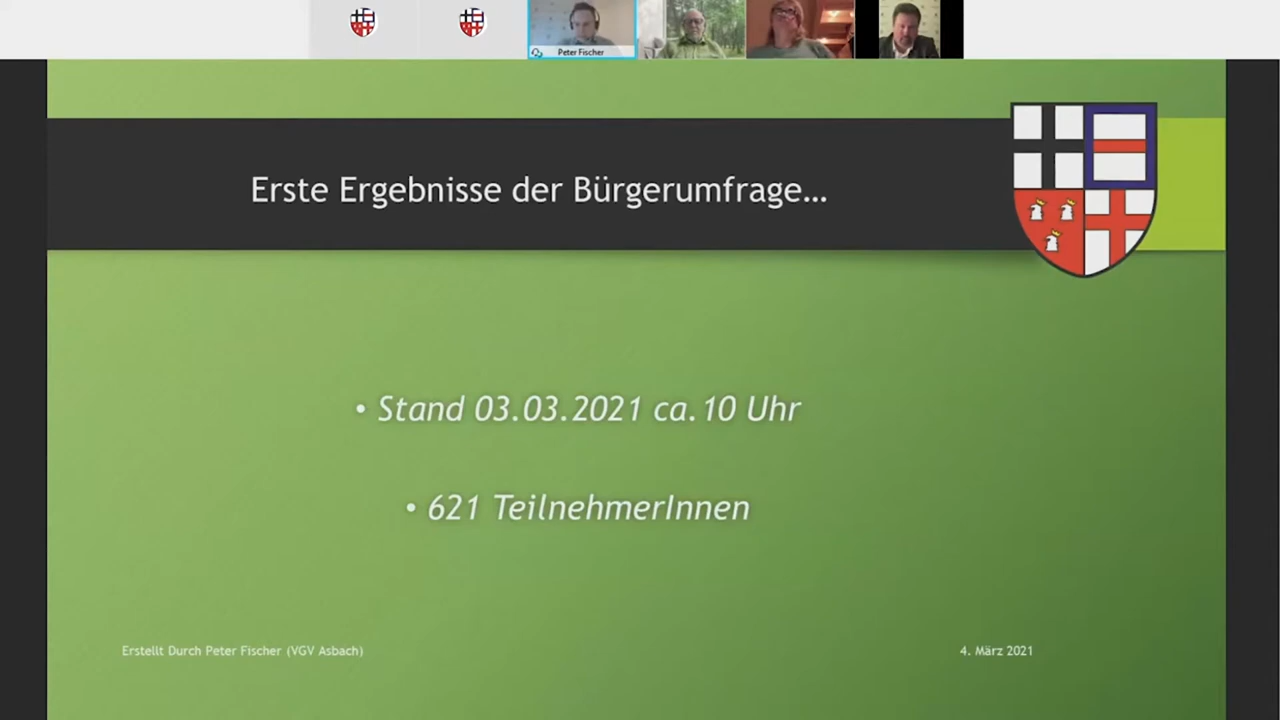 Peter Fischer
Erste Ergebnisse der Bürgerumfrage...
• Stand 03.03.2021 ca.10 Uhr
• 621 TeilnehmerInnen
Erstellt Durch Peter Fischer (VGV Asbach)
4. März 2021